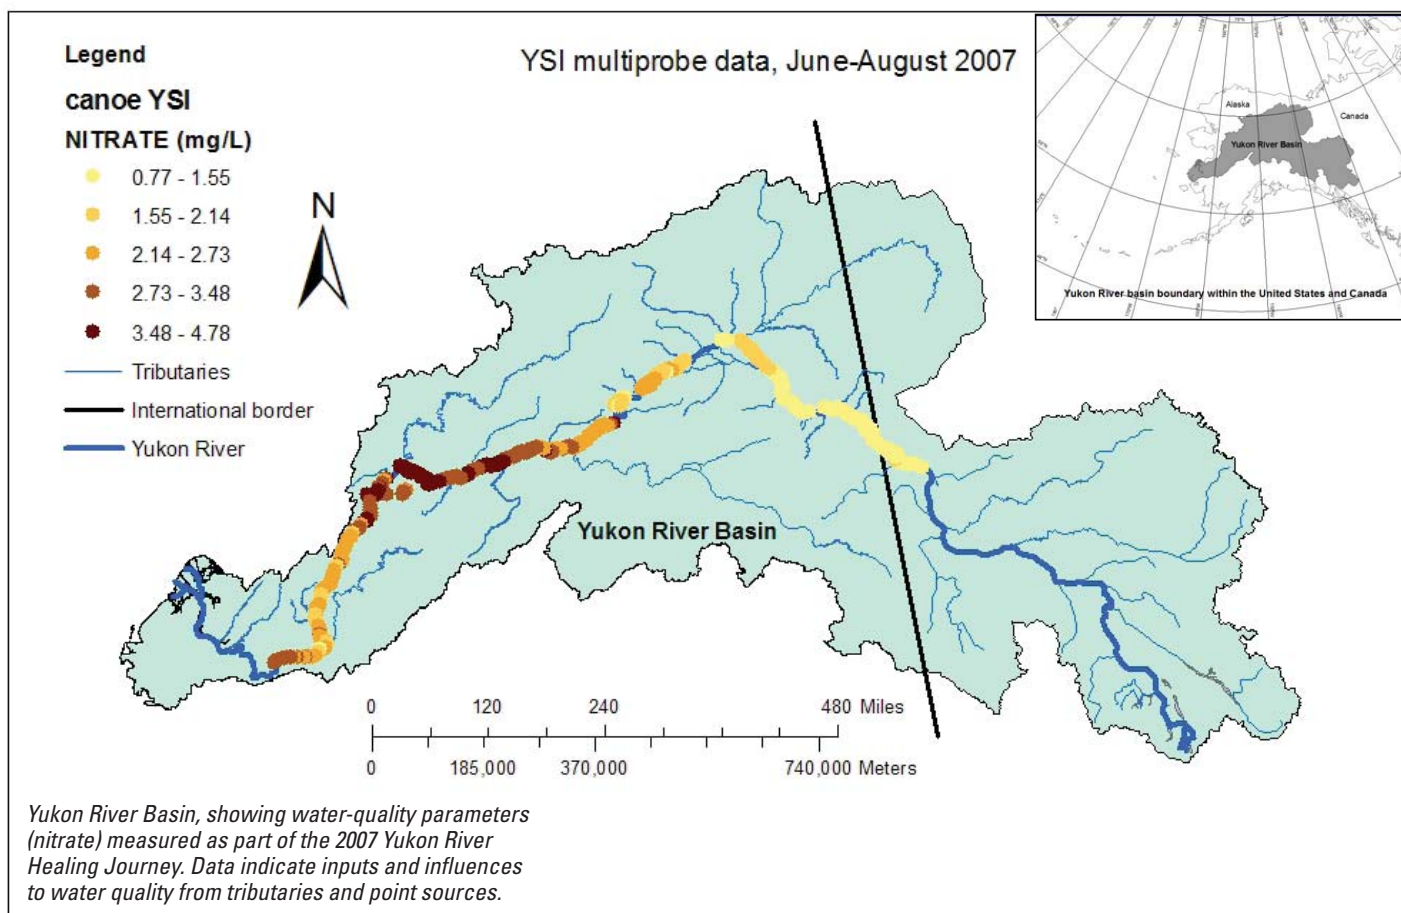 Legend
canoe YSI
NITRATE (mg/L)
0.77 - 1.55
1.55 - 2.14
2.14 - 2.73
2.73 - 3.48
3.48 - 4.78
Tributaries
International border
Yukon River
YSI multiprobe data, June-August 2007
N
Alaska
Canada
Yukon River Basin
Yukon River basin boundary within the United States and Canada
Yukon River Basin
0 120 240 480 Miles
0 185,000 370,000 740,000 Meters
Yukon River Basin, showing water-quality parameters
(nitrate) measured as part of the 2007 Yukon River
Healing Journey. Data indicate inputs and influences
to water quality from tributaries and point sources.